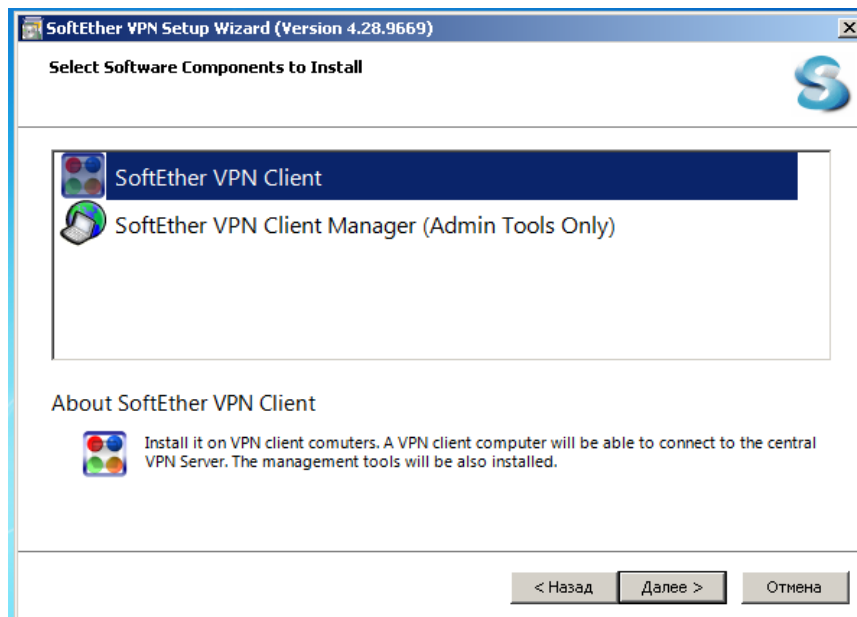 SoftEther VPN Setup Wizard (Version 4.28.9669)
Select Software Components to Install
SoftEther VPN Client
SoftEther VPN Client Manager (Admin Tools Only)
About SoftEther VPN Client
Install it on VPN client comuters. A VPN client computer will be able to connect to the central
VPN Server. The management tools will be also installed.
< Назад Далее > Отмена